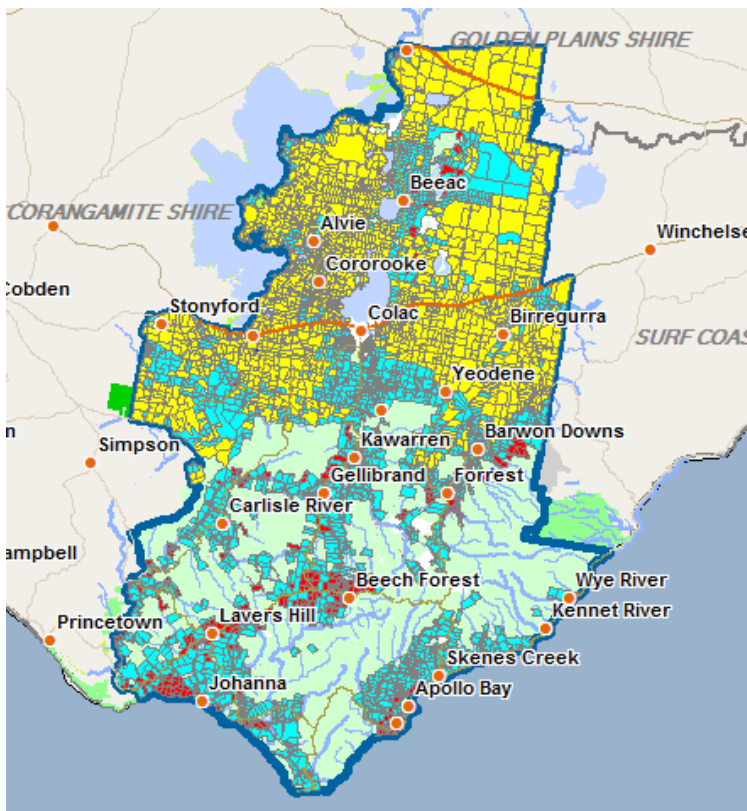 GOLDEN PLAINS SHIRE
Beeac
CORANGAMITE SHIRE
Alvie
Winchelse
Cororooke
Cobden
Stonyford
Colac
Birregurra
SURF COAS
Yeodene
n
Simpson
Kawarren
Barwon Downs
Gellibrand
Forrest
Carlisle River
ampbell
Beech Forest
Wye River
Princetown
Lavers Hill
Kennet River
Skenes Creek
Johanna
Apollo Bay